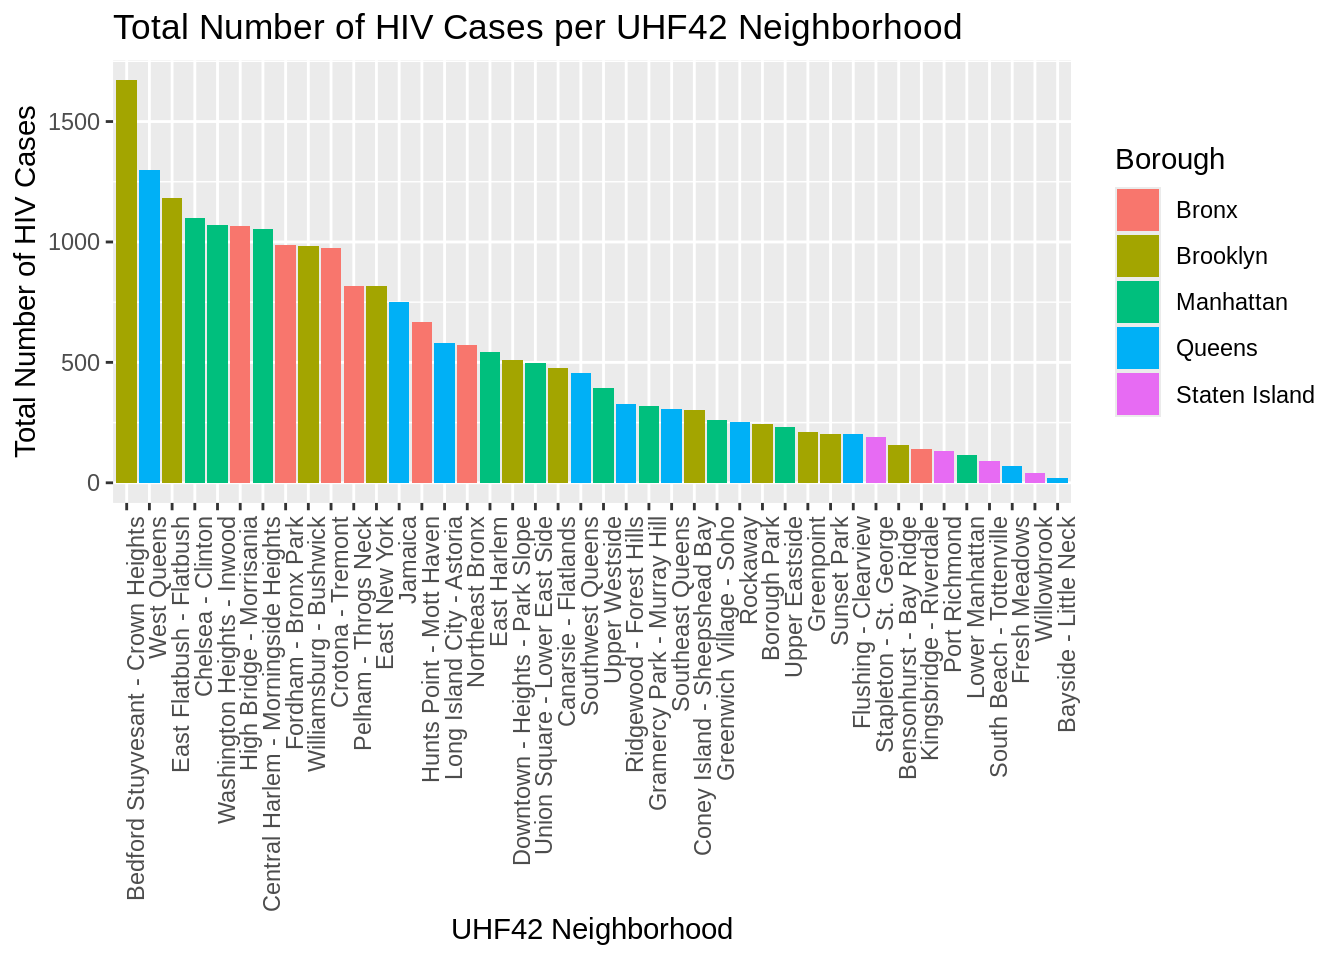 Total Number of HIV Cases per UHF42 Neighborhood
Total Number of HIV Cases
1500
1000
500
0
Bedford Stuyvesant - Crown Heights
West Queens
East Flatbush - Flatbush
Chelsea - Clinton
Washington Heights - Inwood
High Bridge - Morrisania
Central Harlem - Morningside Heights
Fordham - Bronx Park
Williamsburg - Bushwick
Crotona - Tremont
Pelham - Throgs Neck
East New York
Jamaica
Hunts Point - Mott Haven
Long Island City - Astoria
Northeast Bronx
East Harlem
Downtown - Heights - Park Slope
Union Square - Lower East Side
Canarsie - Flatlands
Southwest Queens
Upper Westside
Ridgewood - Forest Hills
Gramercy Park - Murray Hill
Southeast Queens
Coney Island - Sheepshead Bay
Greenwich Village - Soho
Rockaway
Borough Park
Upper Eastside
Greenpoint
Sunset Park
Flushing - Clearview
Stapleton - St. George
Bensonhurst - Bay Ridge
Kingsbridge - Riverdale
Port Richmond
Lower Manhattan
South Beach - Tottenville
Fresh Meadows
Willowbrook
Bayside - Little Neck
UHF42 Neighborhood
Borough
Bronx
Brooklyn
Manhattan
Queens
Staten Island